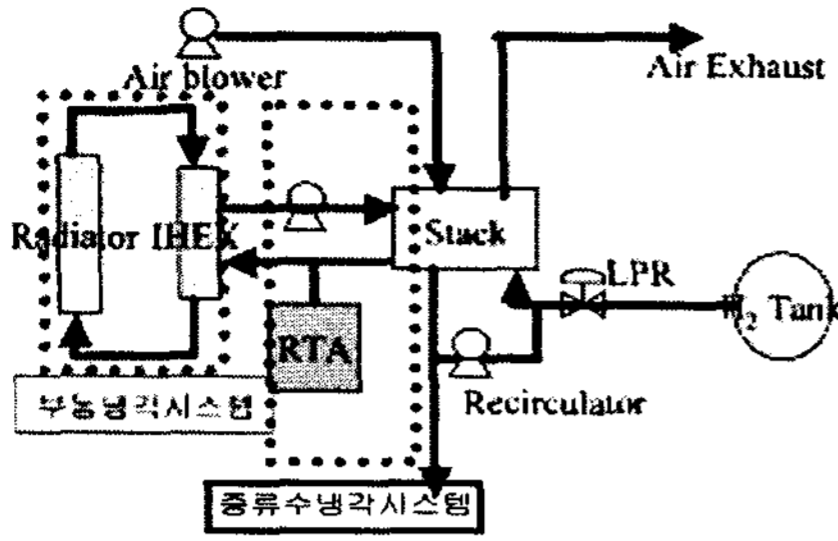 Air blower
Air Exhaust
Radiator IHEX
Stack
LPR
H2 Tank
RTA
Recirculator
부동냉각시스템
증류수냉각시스템